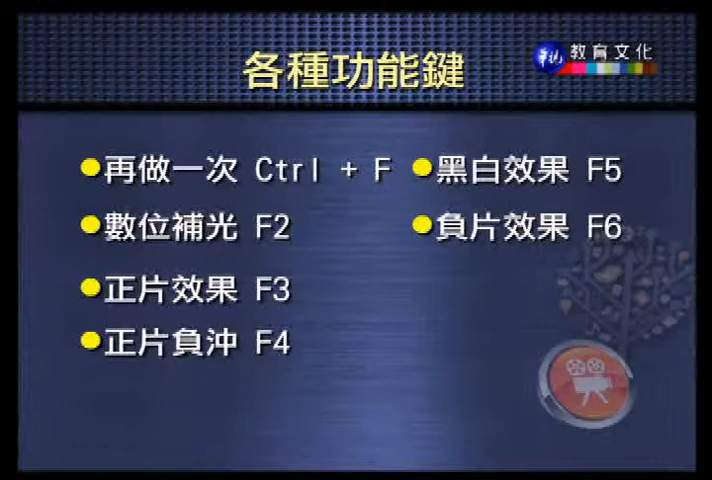 各種功能鍵
華視 教育文化
再做一次 Ctrl + F
數位補光 F2
正片效果 F3
正片負沖 F4
黑白效果 F5
負片效果 F6